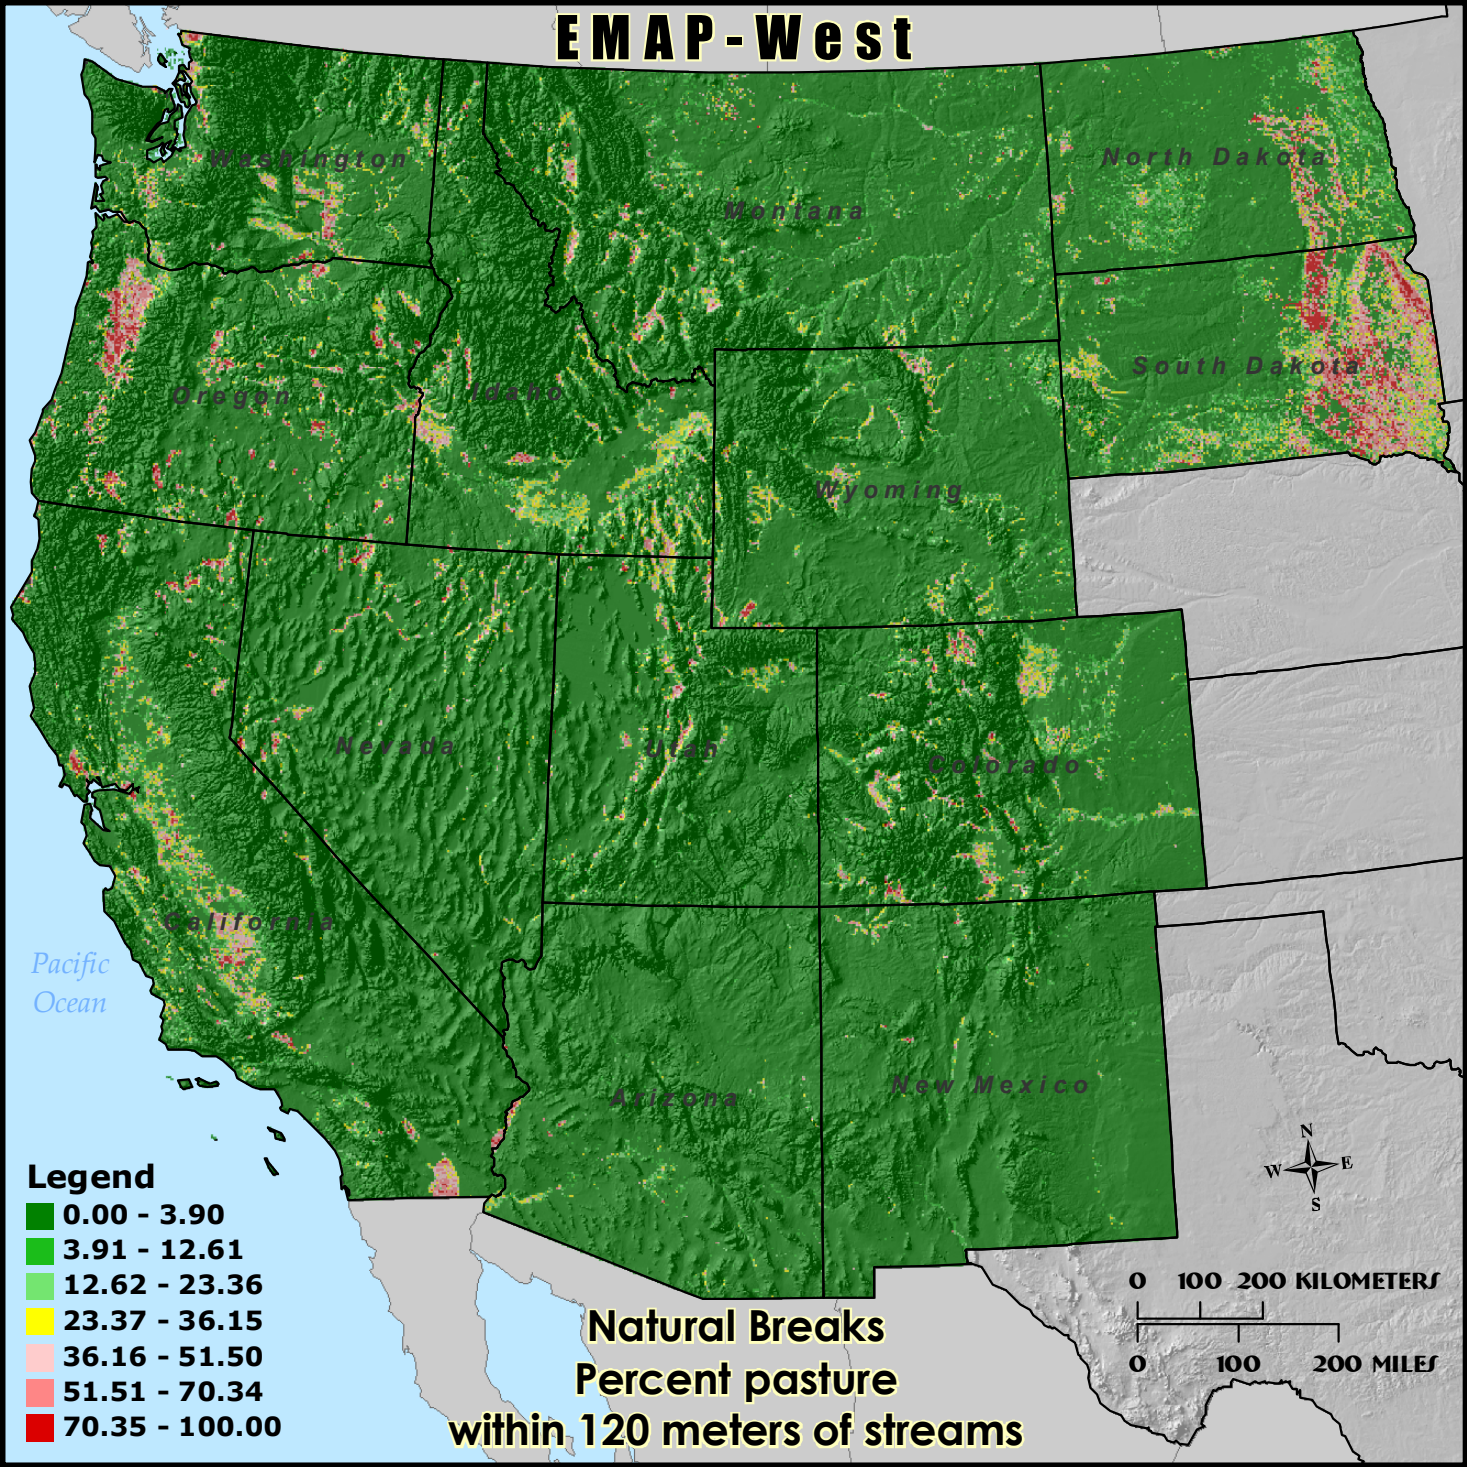 EMAP-West
Washington
North Dakota
Montana
South Dakota
Oregon
Idaho
Wyoming
Nevada
Utah
Colorado
California
Pacific
Ocean
Arizona
New Mexico
N
W E
S
Legend
0.00 - 3.90
3.91 - 12.61
12.62 - 23.36
23.37 - 36.15
36.16 - 51.50
51.51 - 70.34
70.35 - 100.00
0 100 200 KILOMETERS
0 100 200 MILES
Natural Breaks
Percent pasture
within 120 meters of streams